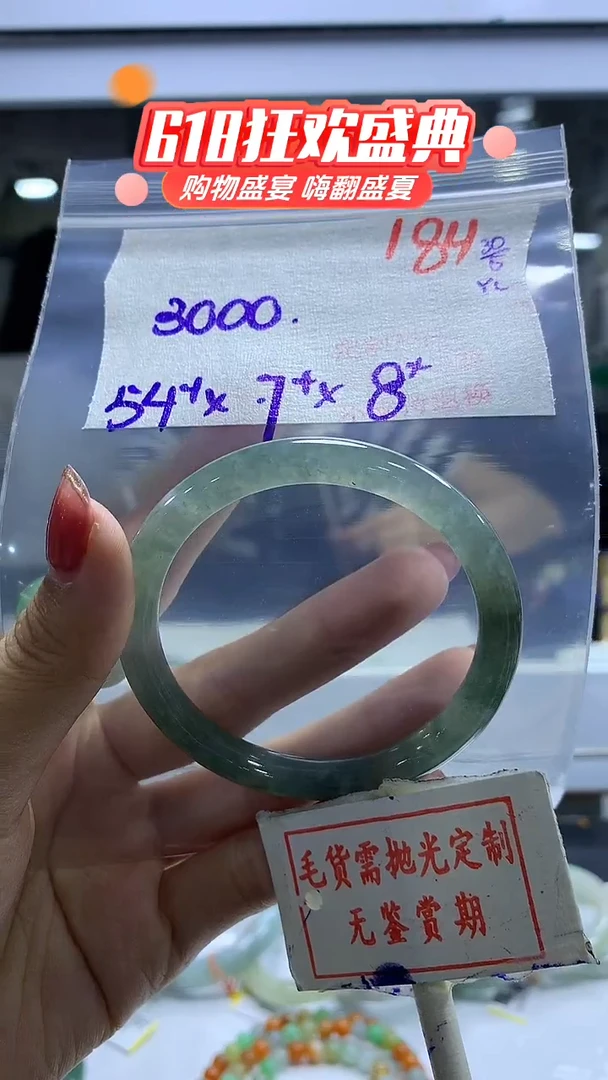 618狂欢盛典
购物盛宴 嗨翻盛夏
184
3000.
54⁺x 7⁺x 8ˣ
毛货需抛光定制
无鉴赏期